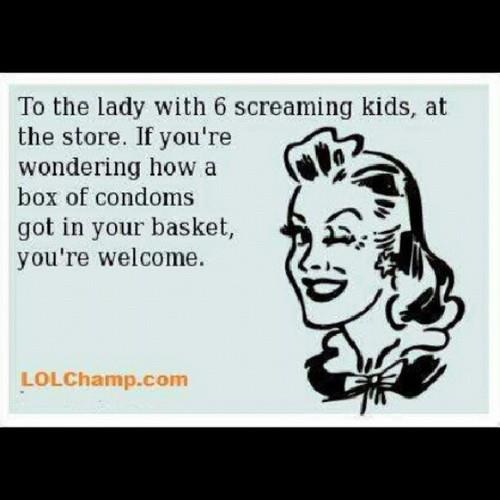 To the lady with 6 screaming kids, at
the store. If you're
wondering how a
box of condoms
got in your basket,
you're welcome.
LOLChamp.com